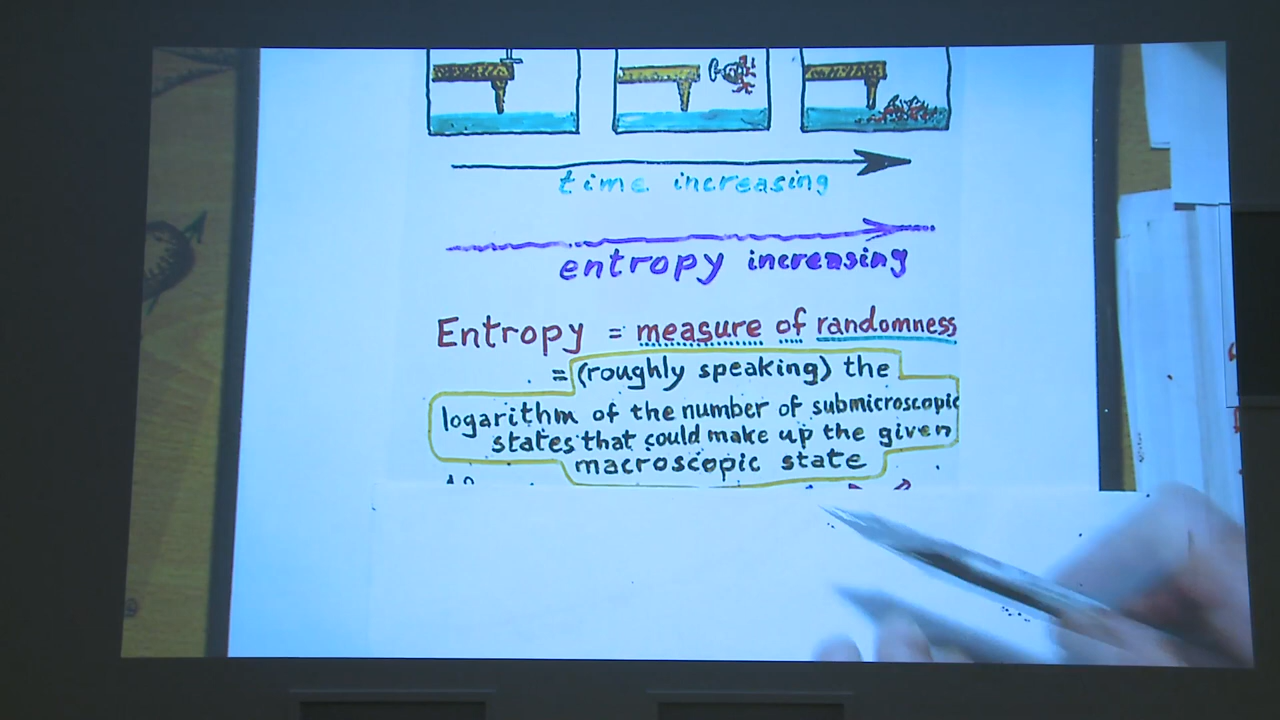 time increasing
entropy increasing
Entropy = measure of randomness
= (roughly speaking) the
logarithm of the number of submicroscopic
states that could make up the given
macroscopic state